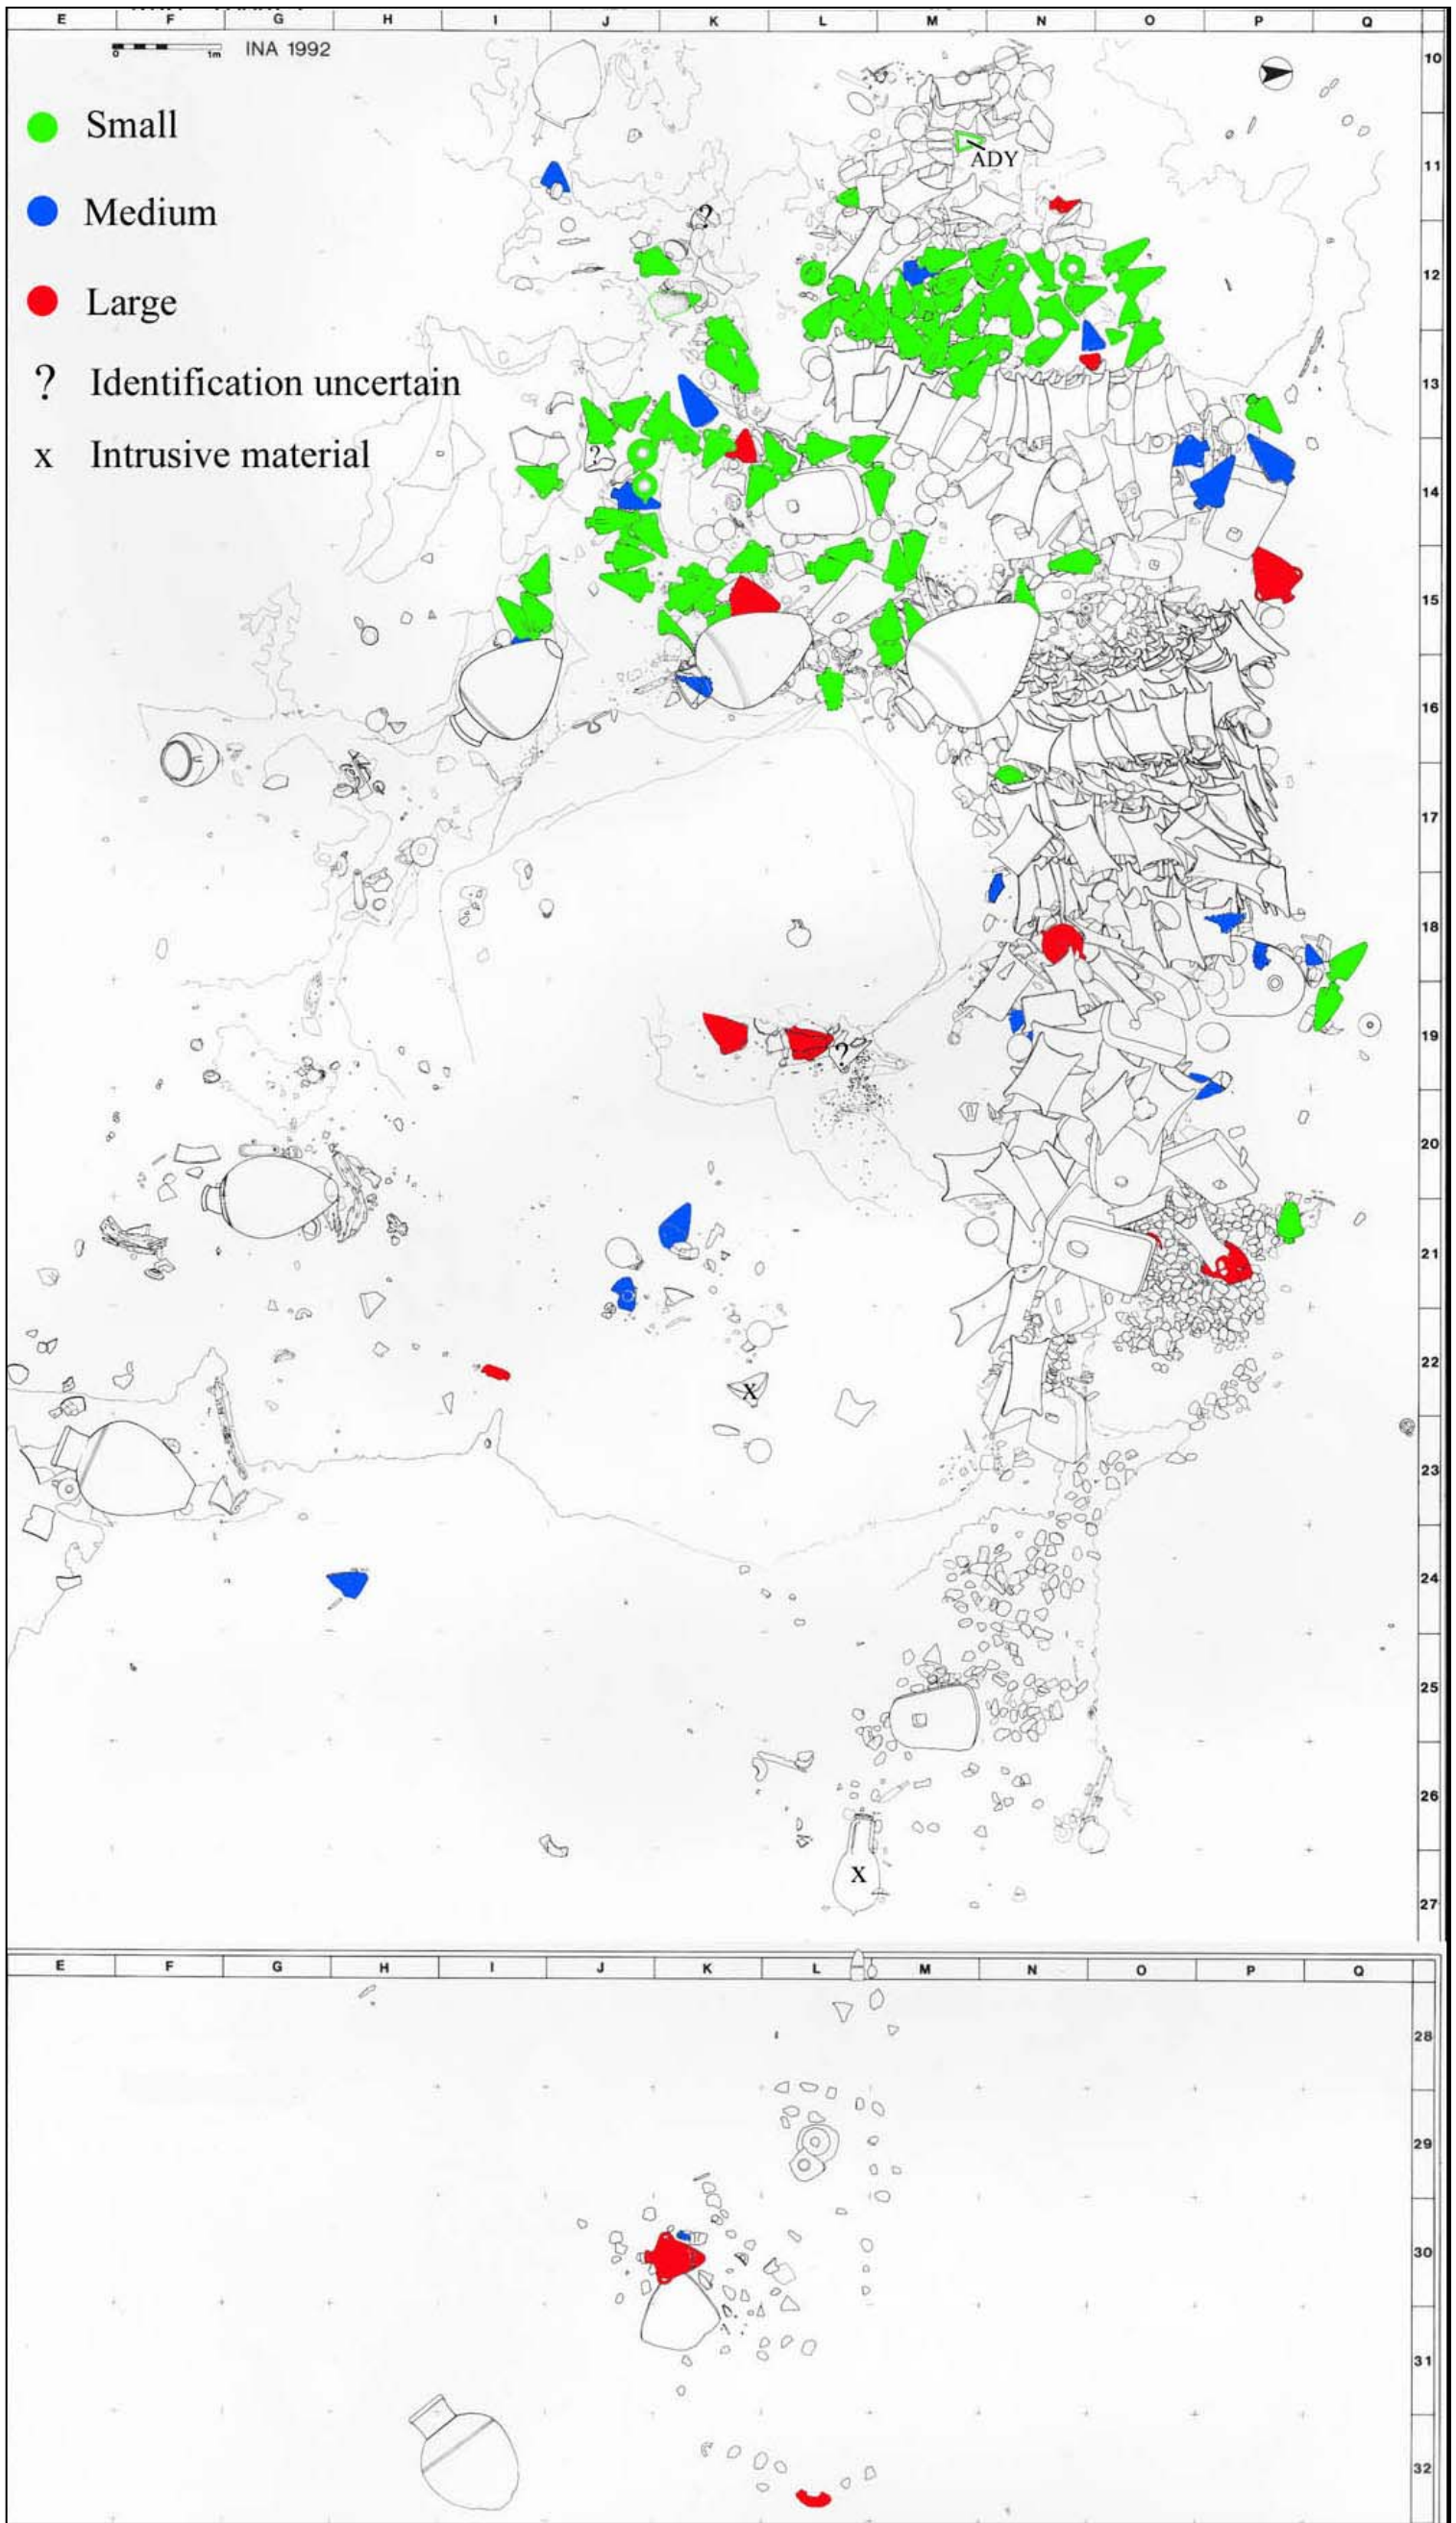 E F G H I J K L M N O P Q
0 1m INA 1992
10
Small
ADY
11
Medium
?
12
Large
? Identification uncertain
13
x Intrusive material
?
14
15
16
17
18
19
?
20
21
22
X
23
24
25
26
X
27
E F G H I J K L M N O P Q
28
29
30
31
32